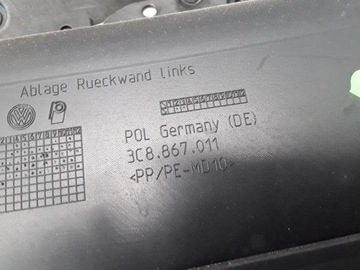 Ablage Rueckwand links
POL Germany (DE)
3C8.867.011
>PP/PE-MD10<